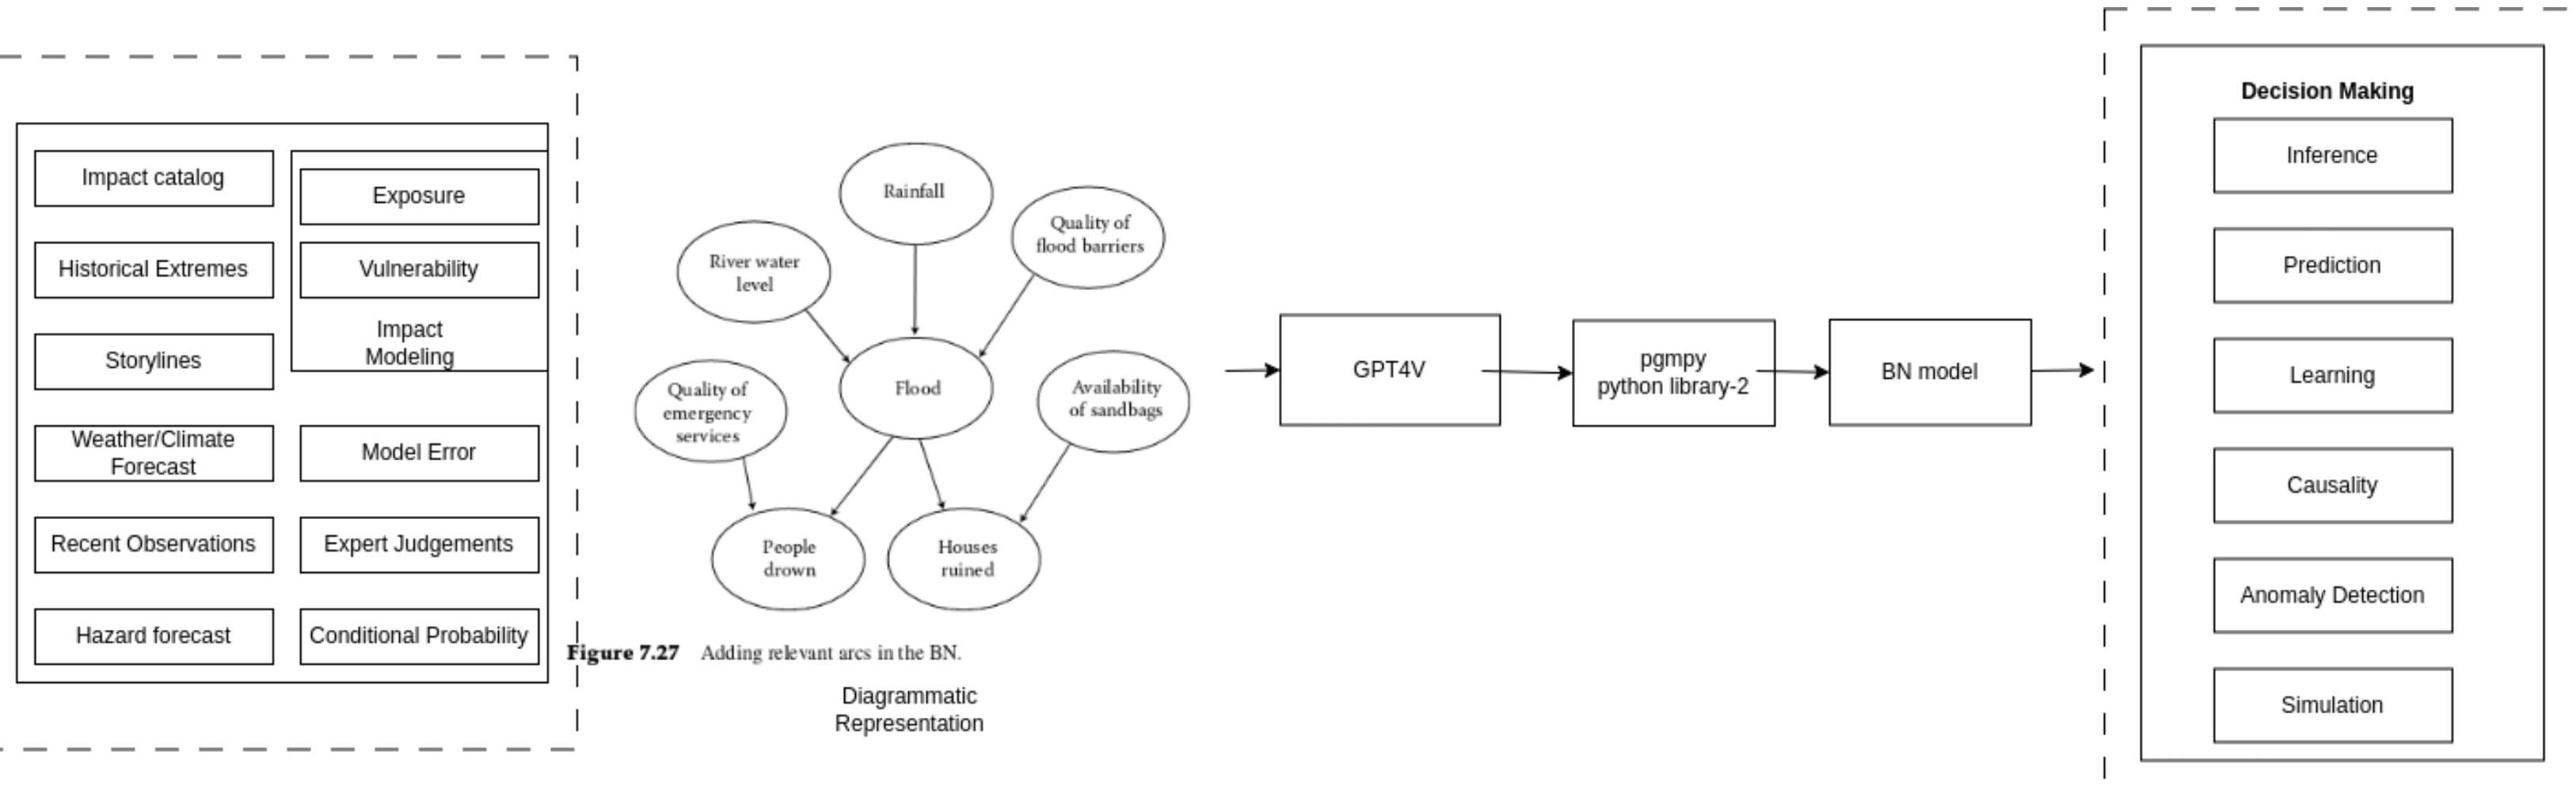 Impact catalog
Historical Extremes
Storylines
Weather/Climate
Forecast
Recent Observations
Hazard forecast
Exposure
Vulnerability
Impact
Modeling
Model Error
Expert Judgements
Conditional Probability
Rainfall
Quality of
flood barriers
River water
level
Flood
Quality of
emergency
services
Availability
of sandbags
People
drown
Houses
ruined
Figure 7.27 Adding relevant arcs in the BN.
Diagrammatic
Representation
GPT4V
pgmpy
python library-2
BN model
Decision Making
Inference
Prediction
Learning
Causality
Anomaly Detection
Simulation